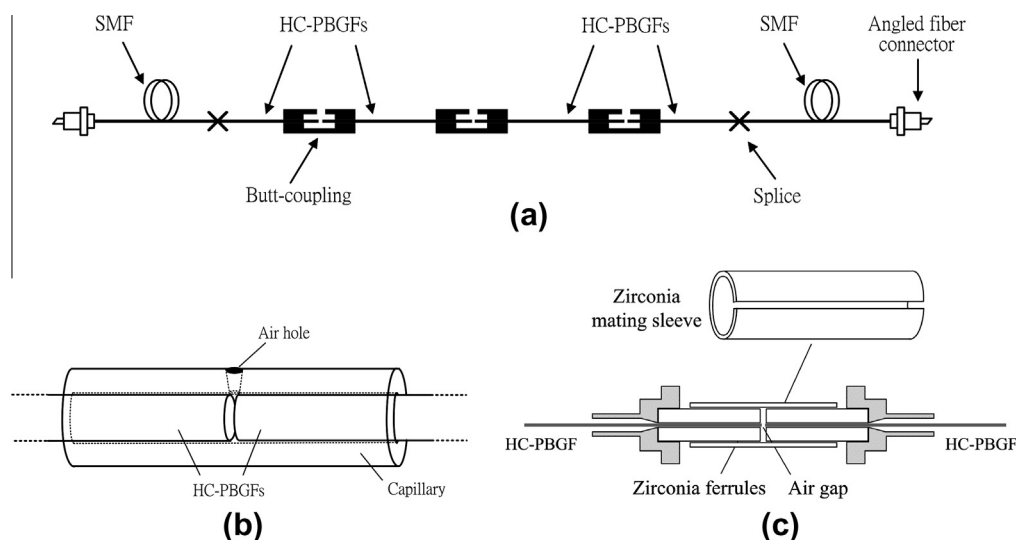 SMF
HC-PBGFs
HC-PBGFs
SMF
Angled fiber
connector
Butt-coupling
Splice
(a)
Zirconia
mating sleeve
Air hole
HC-PBGFs
Capillary
(b)
HC-PBGF
HC-PBGF
Zirconia ferrules
Air gap
(c)